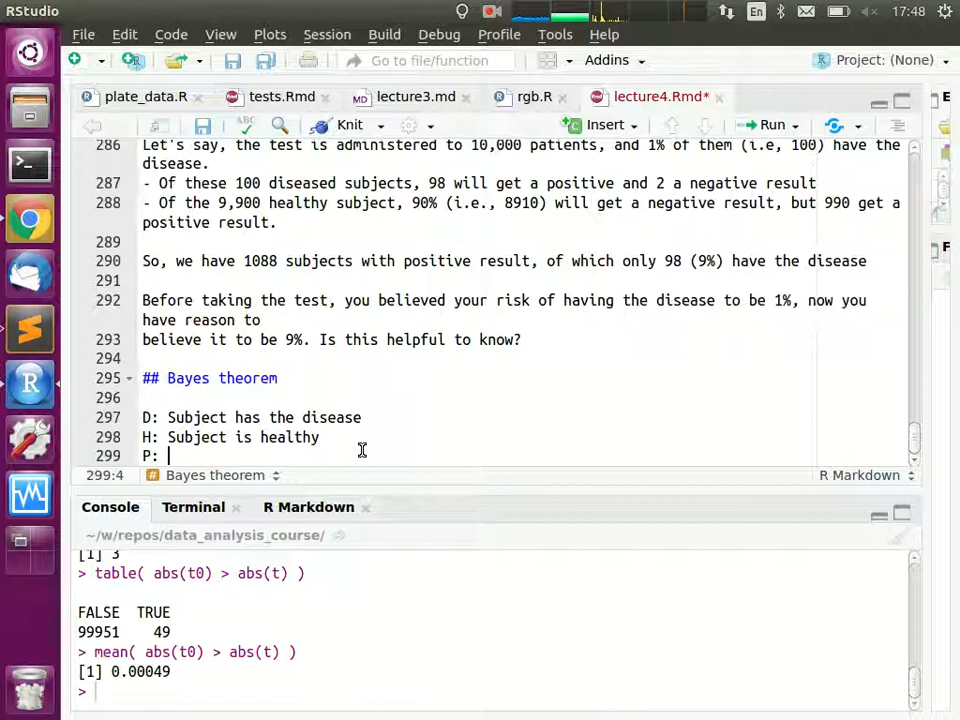 RStudio
En
17:48
File Edit Code View Plots Session Build Debug Profile Tools Help
Go to file/function
Addins
Project: (None)
plate_data.R
tests.Rmd
lecture3.md
rgb.R
lecture4.Rmd*
E
ABC
Knit
Insert
Run
286 Let's say, the test is administered to 10,000 patients, and 1% of them (i.e, 100) have the
disease.
287 - Of these 100 diseased subjects, 98 will get a positive and 2 a negative result
288 - Of the 9,900 healthy subject, 90% (i.e., 8910) will get a negative result, but 990 get a
positive result.
289
290 So, we have 1088 subjects with positive result, of which only 98 (9%) have the disease
291
292 Before taking the test, you believed your risk of having the disease to be 1%, now you
have reason to
293 believe it to be 9%. Is this helpful to know?
294
295 ## Bayes theorem
296
297 D: Subject has the disease
298 H: Subject is healthy
299 P:
F
299:4 # Bayes theorem R Markdown
Console Terminal R Markdown
~/w/repos/data_analysis_course/
[1] 3
> table( abs(t0) > abs(t) )
FALSE TRUE
99951 49
> mean( abs(t0) > abs(t) )
[1] 0.00049
>